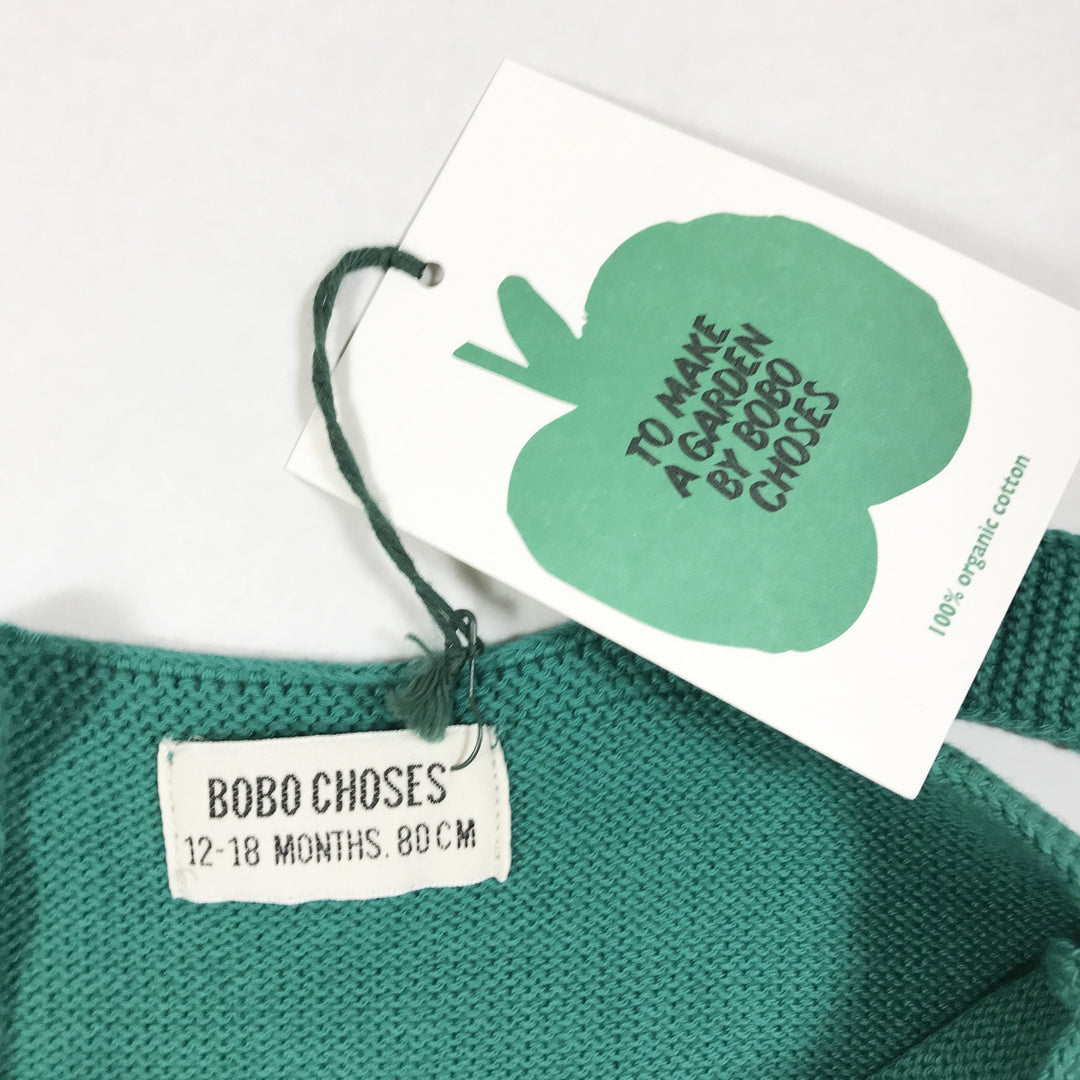 TO MAKE
A GARDEN
BY BOBO
CHOSES
100% organic cotton
BOBO CHOSES
12-18 MONTHS. 80CM